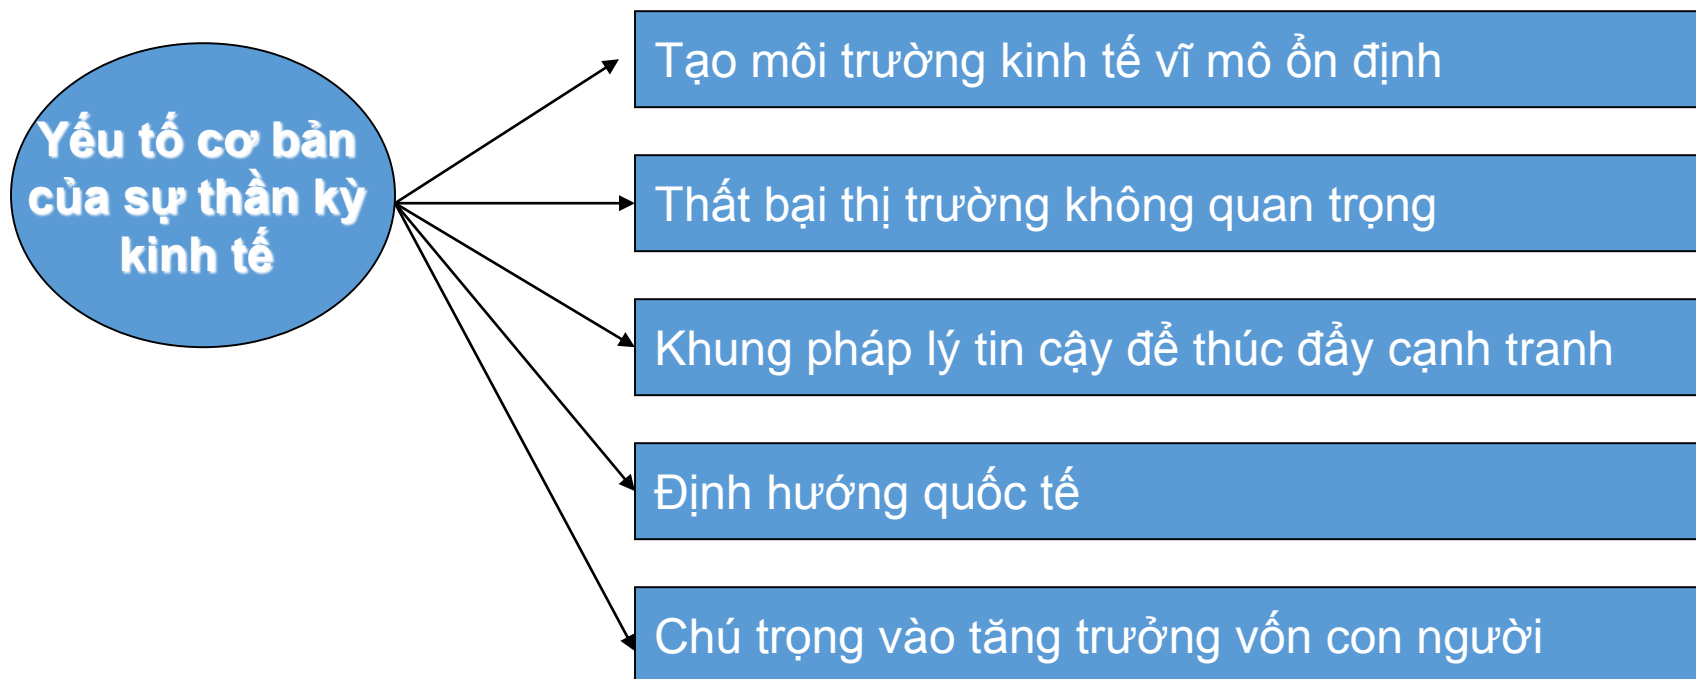 Yếu tố cơ bản
của sự thần kỳ
kinh tế
Tạo môi trường kinh tế vĩ mô ổn định
Thất bại thị trường không quan trọng
Khung pháp lý tin cậy để thúc đẩy cạnh tranh
Định hướng quốc tế
Chú trọng vào tăng trưởng vốn con người